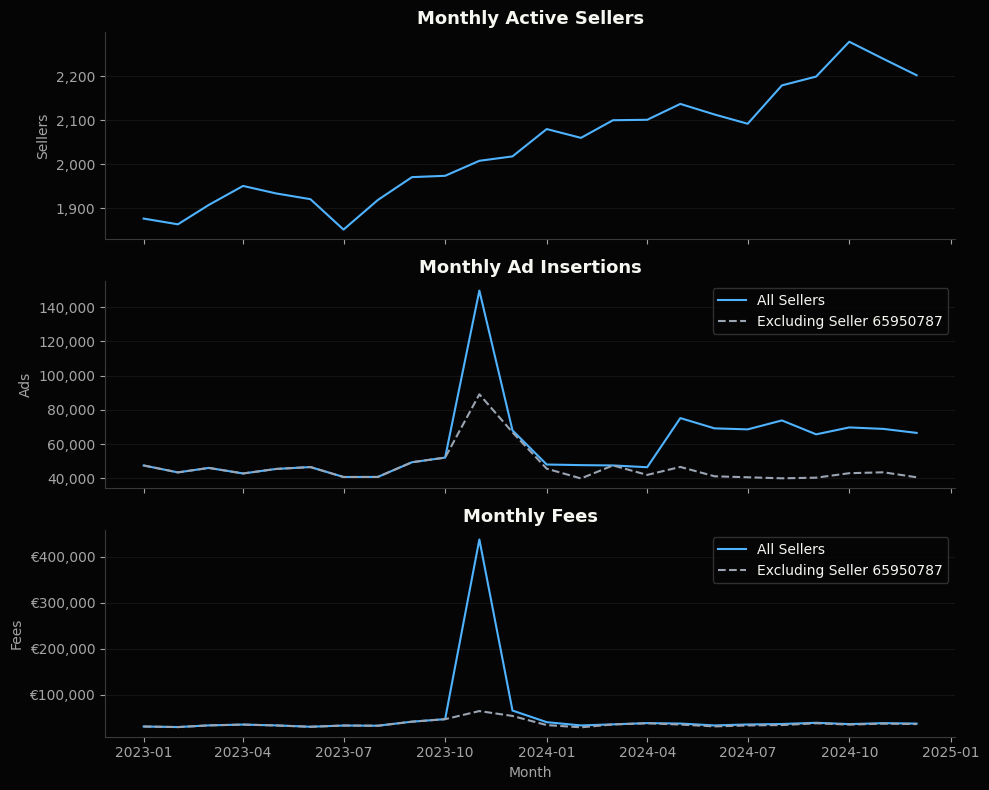 Monthly Active Sellers
Sellers
2,200
2,100
2,000
1,900
Monthly Ad Insertions
Ads
140,000
120,000
100,000
80,000
60,000
40,000
All Sellers
Excluding Seller 65950787
Monthly Fees
Fees
€400,000
€300,000
€200,000
€100,000
All Sellers
Excluding Seller 65950787
2023-01 2023-04 2023-07 2023-10 2024-01 2024-04 2024-07 2024-10 2025-01
Month